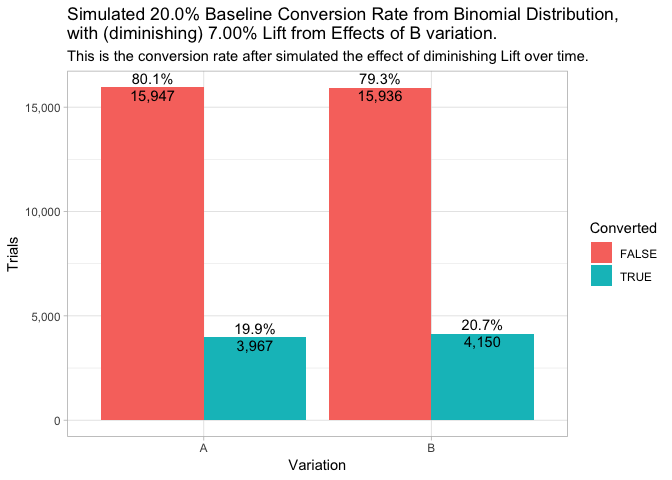 Simulated 20.0% Baseline Conversion Rate from Binomial Distribution,
with (diminishing) 7.00% Lift from Effects of B variation.
This is the conversion rate after simulated the effect of diminishing Lift over time.
80.1%
15,947
79.3%
15,936
19.9%
3,967
20.7%
4,150
15,000
10,000
5,000
0
Trials
A
B
Variation
Converted
FALSE
TRUE